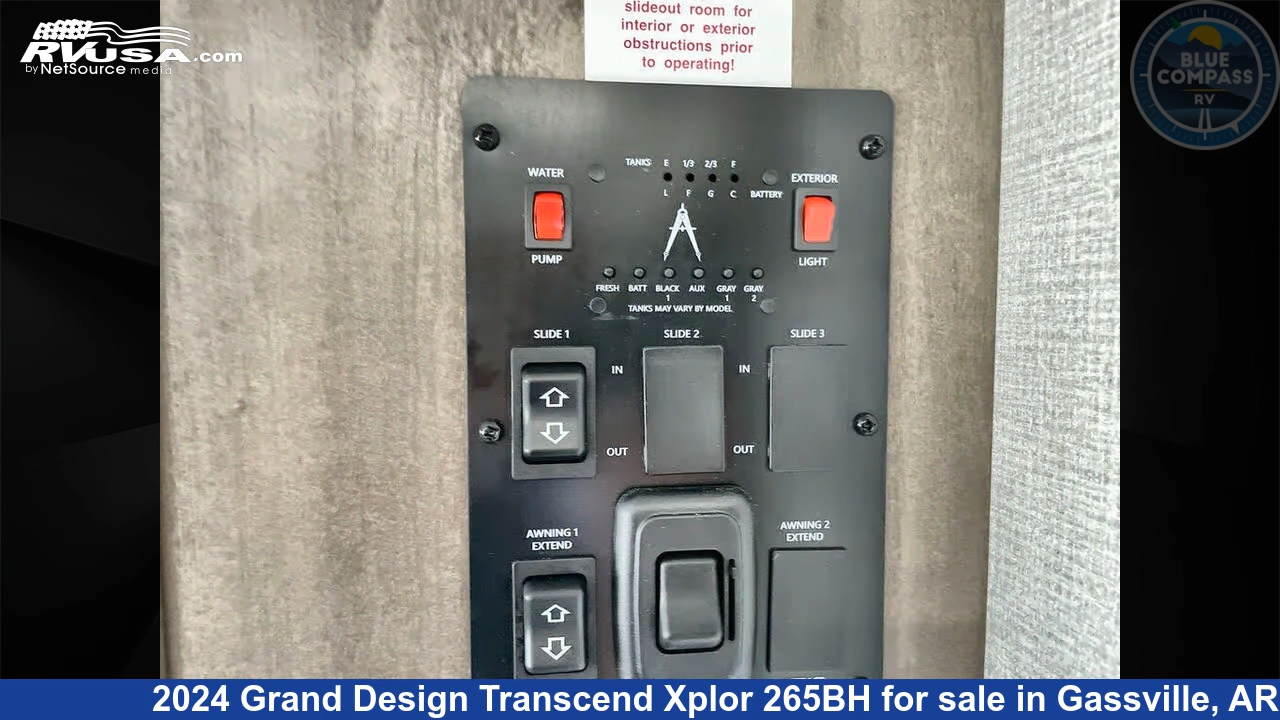 slideout room for
interior or exterior
obstructions prior
to operating!
RVUSA.com
by NetSource media
BLUE
COMPASS
RV
TANKS E 1/3 2/3 F
L F G C BATTERY
WATER
PUMP
EXTERIOR
LIGHT
FRESH BATT BLACK 1 AUX GRAY 1 GRAY 2
TANKS MAY VARY BY MODEL
SLIDE 1
SLIDE 2
SLIDE 3
IN
IN
OUT
OUT
AWNING 1
EXTEND
AWNING 2
EXTEND
2024 Grand Design Transcend Xplor 265BH for sale in Gassville, AR